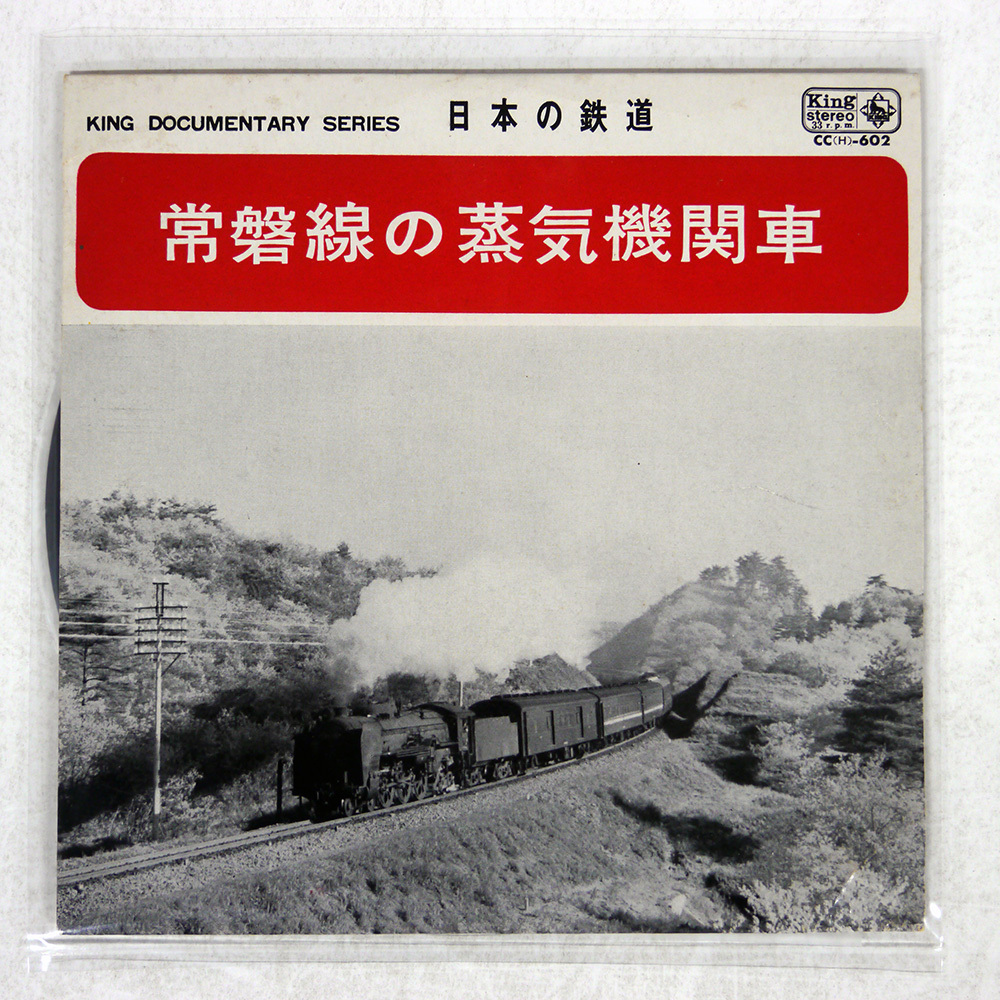 KING DOCUMENTARY SERIES 日本の鉄道
King
stereo
33 r.p.m.
CC(H)-602
常磐線の蒸気機関車